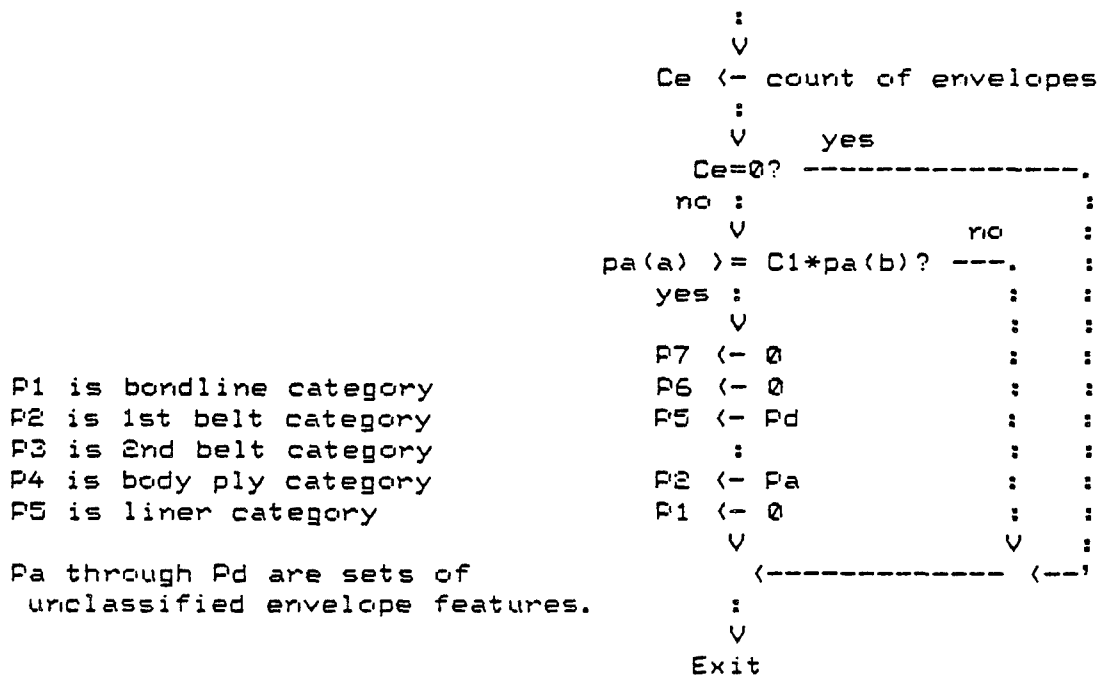 :
V
Ce <- count of envelopes
:
V yes
Ce=0? ---------------.
no : :
V no :
pa(a) >= C1*pa(b)? ---. :
yes : : :
V : :
P7 <- 0 : :
P1 is bondline category P6 <- 0 : :
P2 is 1st belt category P5 <- Pd : :
P3 is 2nd belt category : : :
P4 is body ply category P2 <- Pa : :
P5 is liner category P1 <- 0 : :
V V :
Pa through Pd are sets of <------------- <--'
unclassified envelope features. :
V
Exit